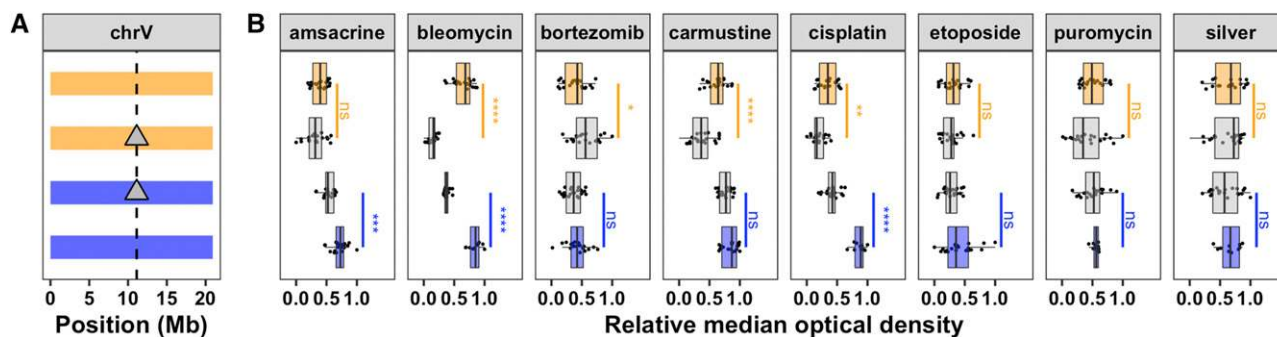 A
B
chrV
amsacrine
bleomycin
bortezomib
carmustine
cisplatin
etoposide
puromycin
silver
ns
****
*
****
**
ns
ns
ns
***
****
ns
ns
****
ns
ns
ns
0 5 10 15 20
0.0 0.5 1.0
0.0 0.5 1.0
0.0 0.5 1.0
0.0 0.5 1.0
0.0 0.5 1.0
0.0 0.5 1.0
0.0 0.5 1.0
0.0 0.5 1.0
Position (Mb)
Relative median optical density